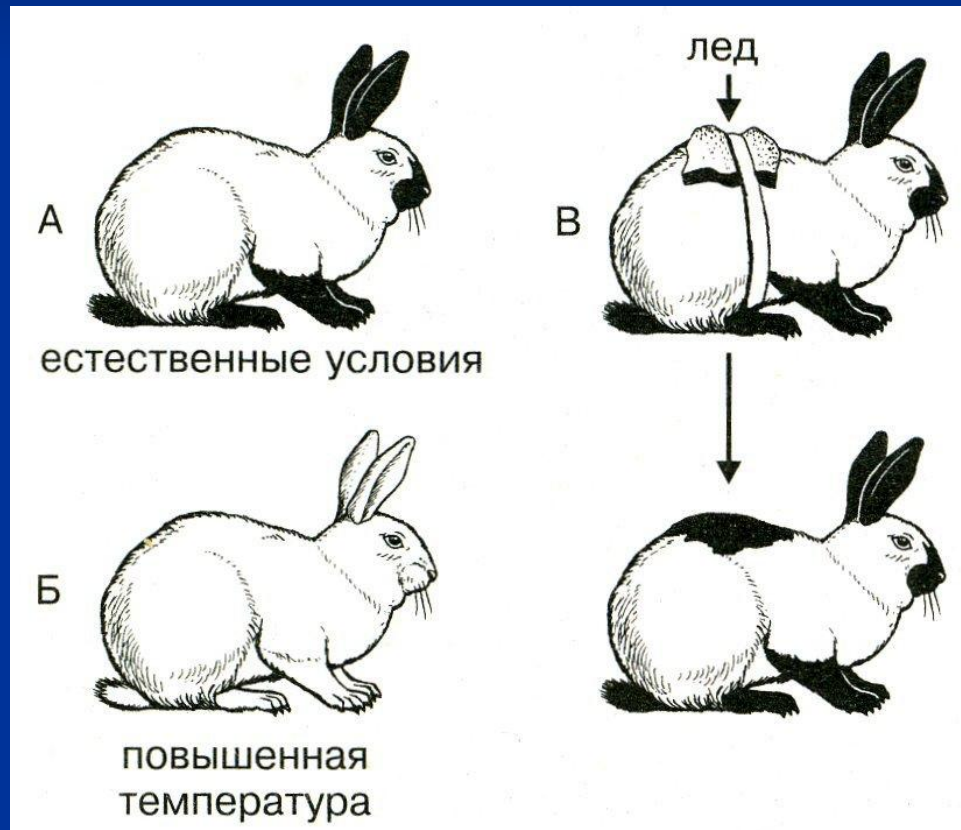 лед
А
В
естественные условия
Б
повышенная
температура